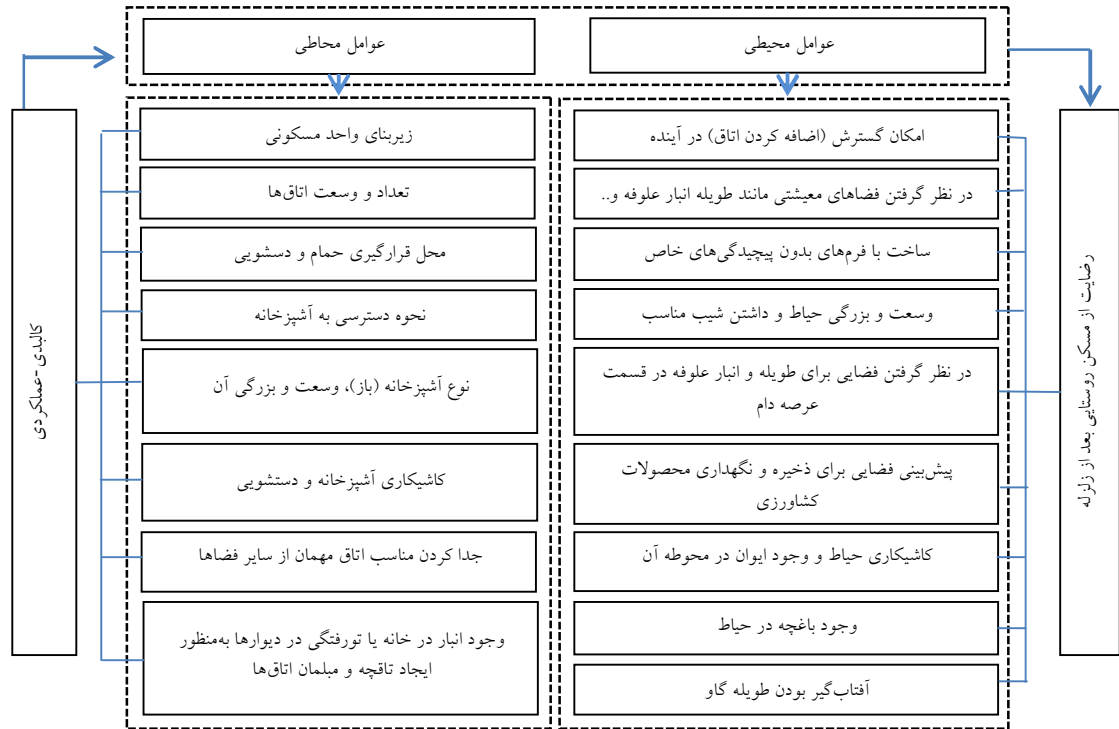 عوامل محیطی
عوامل محاطی
رضایت از مسکن روستایی بعد از زلزله
امکان گسترش (اضافه کردن اتاق) در آینده
در نظر گرفتن فضاهای معیشتی مانند طویله انبار علوفه و..
ساخت با فرم‌های بدون پیچیدگی‌های خاص
وسعت و بزرگی حیاط و داشتن شیب مناسب
در نظر گرفتن فضایی برای طویله و انبار علوفه در قسمت
عرصه دام
پیش‌بینی فضایی برای ذخیره و نگهداری محصولات
کشاورزی
کاشیکاری حیاط و وجود ایوان در محوطه آن
وجود باغچه در حیاط
آفتاب‌گیر بودن طویله گاو
زیربنای واحد مسکونی
تعداد و وسعت اتاق‌ها
محل قرارگیری حمام و دسشویی
نحوه دسترسی به آشپزخانه
نوع آشپزخانه (باز)، وسعت و بزرگی آن
کاشیکاری آشپزخانه و دستشویی
جدا کردن مناسب اتاق مهمان از سایر فضاها
وجود انبار در خانه یا تورفتگی در دیوارها به‌منظور
ایجاد تاقچه و مبلمان اتاق‌ها
کالبدی -عملکردی